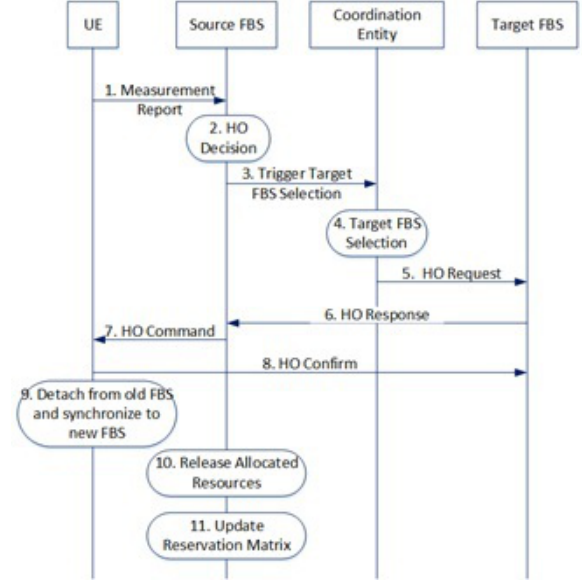 UE
Source FBS
Coordination
Entity
Target FBS
1. Measurement
Report
2. HO
Decision
3. Trigger Target
FBS Selection
4. Target FBS
Selection
5. HO Request
6. HO Response
7. HO Command
8. HO Confirm
9. Detach from old FBS
and synchronize to
new FBS
10. Release Allocated
Resources
11. Update
Reservation Matrix